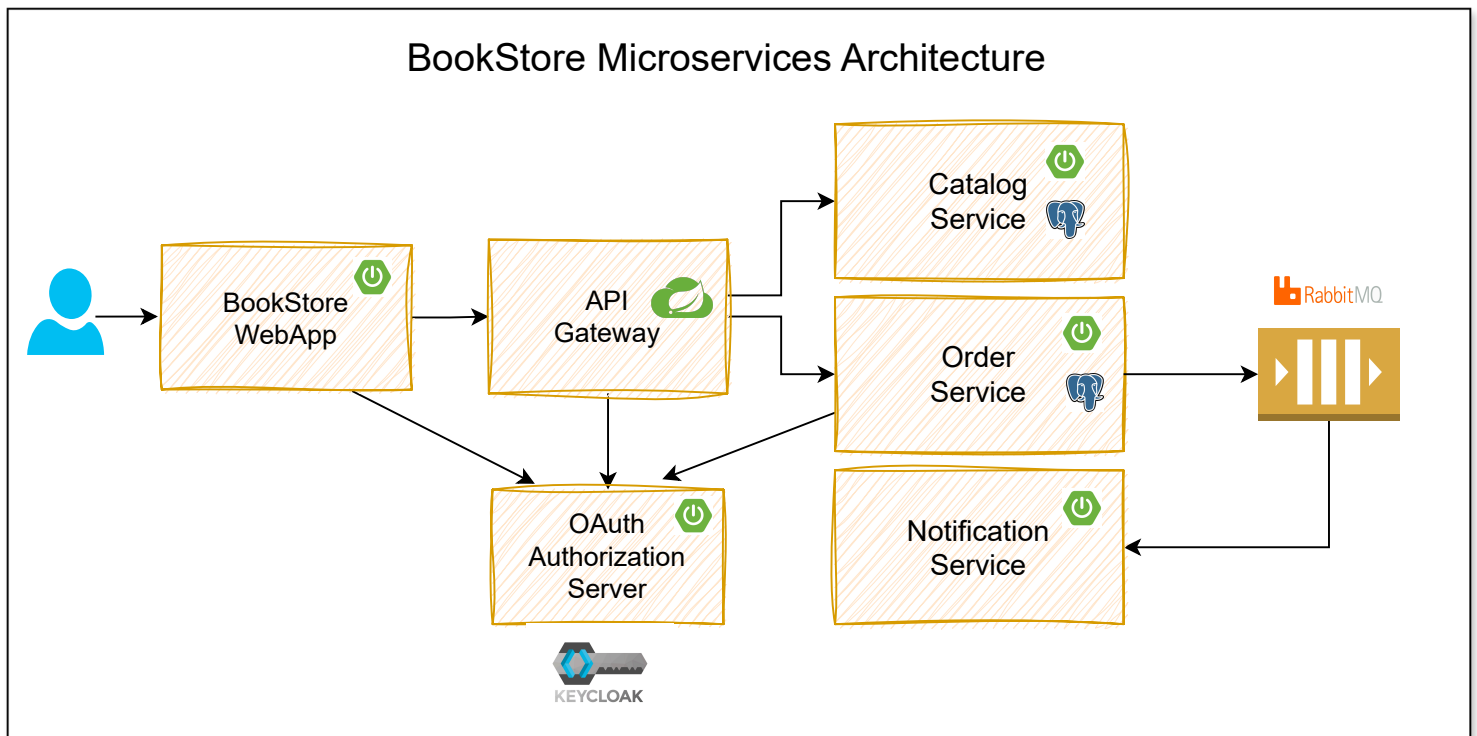 BookStore Microservices Architecture
Catalog
Service
BookStore
WebApp
API
Gateway
Order
Service
RabbitMQ
OAuth
Authorization
Server
Notification
Service
KEYCLOAK